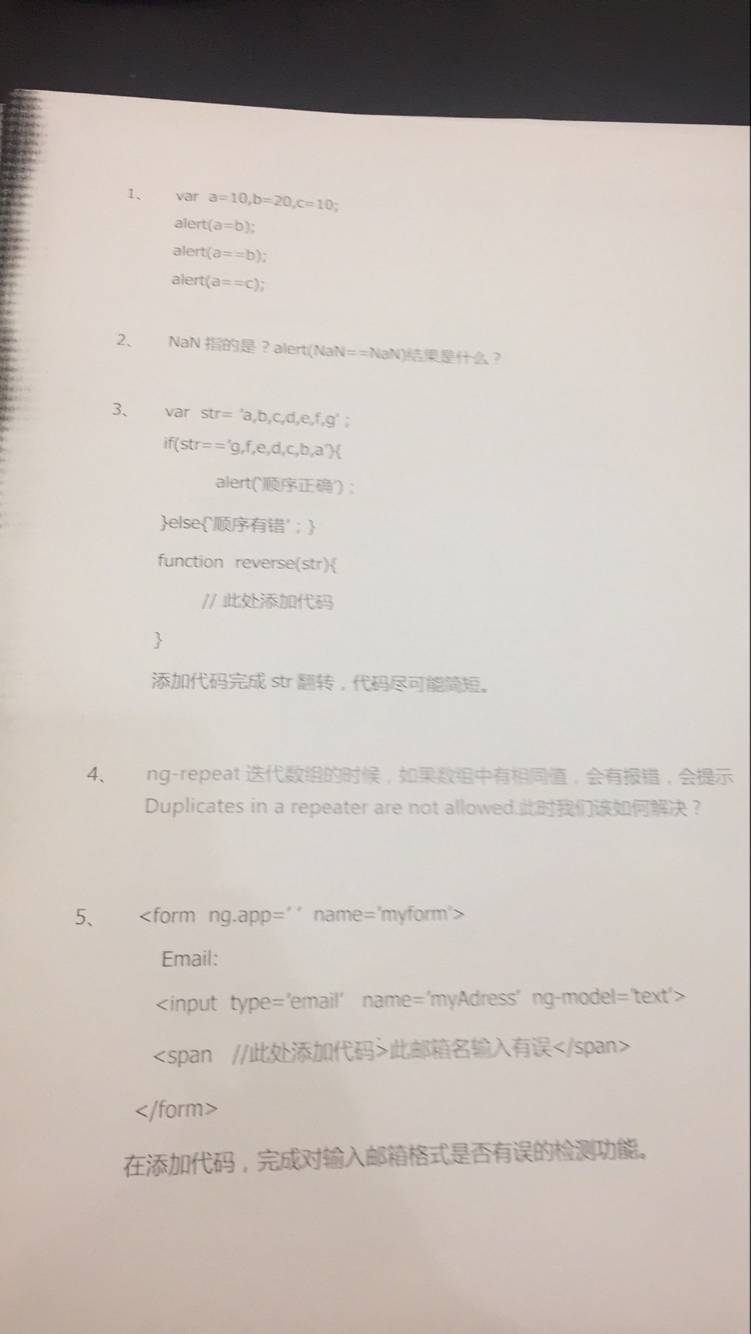 1、 var a=10,b=20,c=10;
alert(a=b);
alert(a==b);
alert(a==c);
2、 NaN 指的是？alert(NaN==NaN)结果是什么？
3、 var str= 'a,b,c,d,e,f,g'；
if(str=='g,f,e,d,c,b,a'){
alert('顺序正确')；
}else{'顺序有错'；}
function reverse(str){
// 此处添加代码
}
添加代码完成 str 翻转，代码尽可能简短。
4、 ng-repeat 迭代数组的时候，如果数组中有相同值，会有报错，会提示
Duplicates in a repeater are not allowed.此时我们该如何解决？
5、 <form ng.app=' ' name='myform'>
Email:
<input type='email' name='myAdress' ng-model='text'>
<span //此处添加代码>此邮箱名输入有误</span>
</form>
在添加代码，完成对输入邮箱格式是否有误的检测功能。